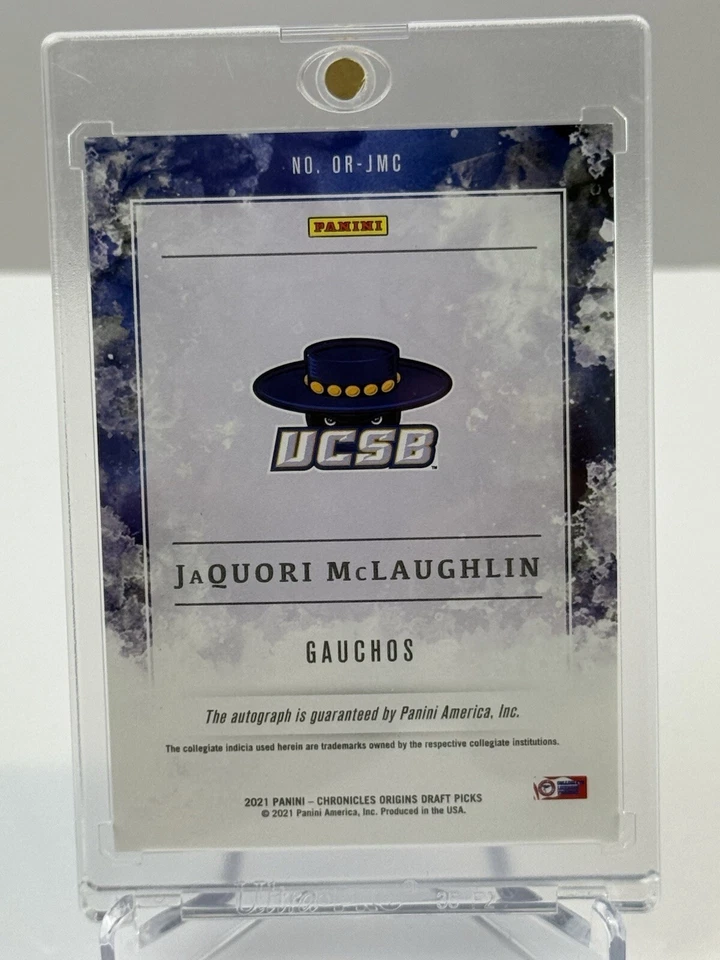 NO. OR-JMC
PANINI
UCSB
TM
JAQUORI McLAUGHLIN
GAUCHOS
The autograph is guaranteed by Panini America, Inc.
The collegiate indicia used herein are trademarks owned by the respective collegiate institutions.
2021 PANINI – CHRONICLES ORIGINS DRAFT PICKS
© 2021 Panini America, Inc. Produced in the USA.